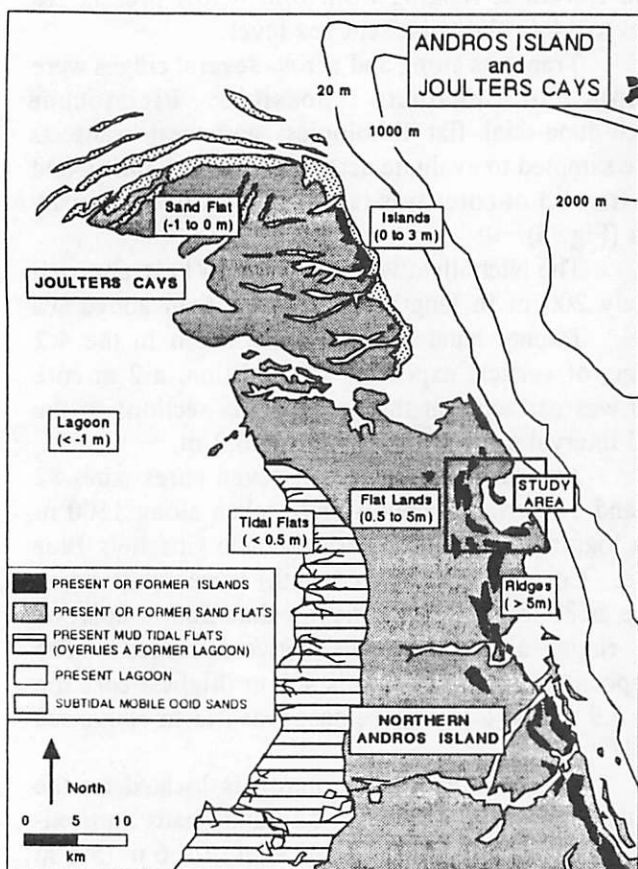 ANDROS ISLAND
and
JOULTERS CAYS
20 m
1000 m
2000 m
Sand Flat
(-1 to 0 m)
Islands
(0 to 3 m)
JOULTERS CAYS
Lagoon
(< -1 m)
Flat Lands
(0.5 to 5m)
STUDY
AREA
Tidal Flats
(< 0.5 m)
Ridges
(> 5m)
PRESENT OR FORMER ISLANDS
PRESENT OR FORMER SAND FLATS
PRESENT MUD TIDAL FLATS
(OVERLIES A FORMER LAGOON)
PRESENT LAGOON
SUBTIDAL MOBILE OOID SANDS
NORTHERN
ANDROS ISLAND
North
0 5 10
km